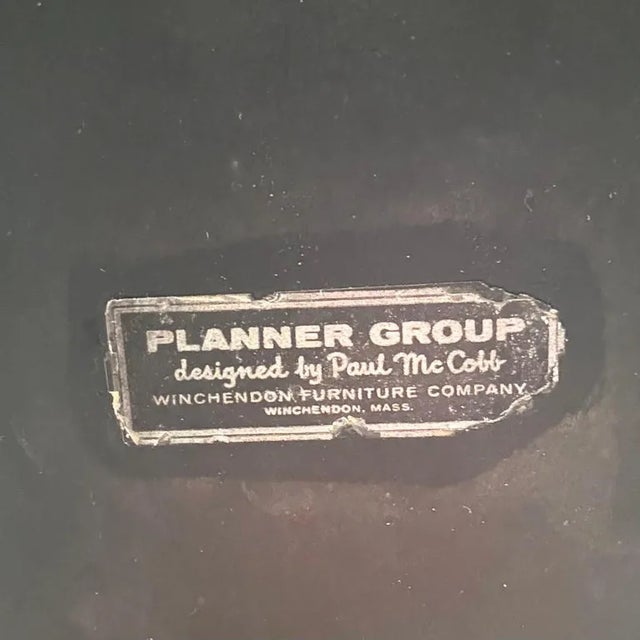 PLANNER GROUP
designed by Paul McCobb
WINCHENDON FURNITURE COMPANY
WINCHENDON, MASS.